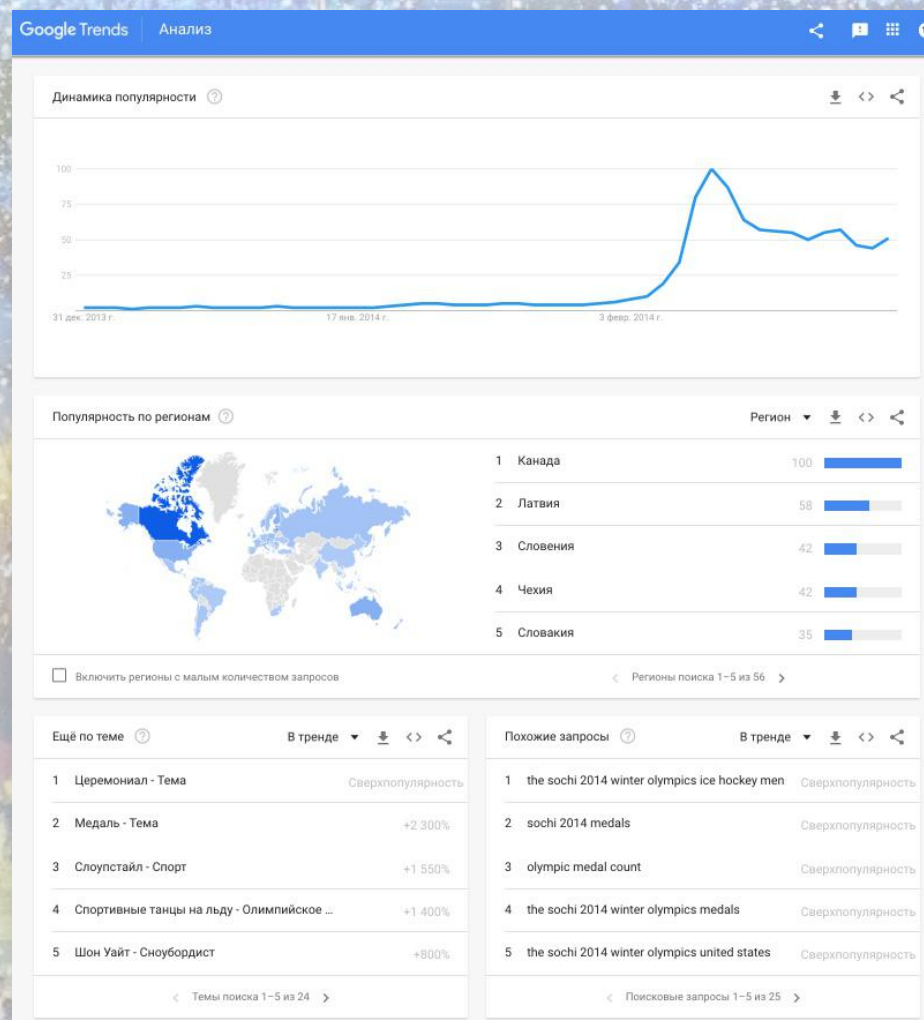 Google Trends Анализ
Динамика популярности
100
75
50
25
31 дек. 2013 г. 17 янв. 2014 г. 3 февр. 2014 г.
Популярность по регионам
Регион
1 Канада 100
2 Латвия 58
3 Словения 42
4 Чехия 42
5 Словакия 35
Включить регионы с малым количеством запросов
Регионы поиска 1–5 из 56
Ещё по теме
В тренде
1 Церемониал - Тема Сверхпопулярность
2 Медаль - Тема +2 300%
3 Слоупстайл - Спорт +1 550%
4 Спортивные танцы на льду - Олимпийское ... +1 400%
5 Шон Уайт - Сноубордист +800%
Темы поиска 1–5 из 24
Похожие запросы
В тренде
1 the sochi 2014 winter olympics ice hockey men Сверхпопулярность
2 sochi 2014 medals Сверхпопулярность
3 olympic medal count Сверхпопулярность
4 the sochi 2014 winter olympics medals Сверхпопулярность
5 the sochi 2014 winter olympics united states Сверхпопулярность
Поисковые запросы 1–5 из 25